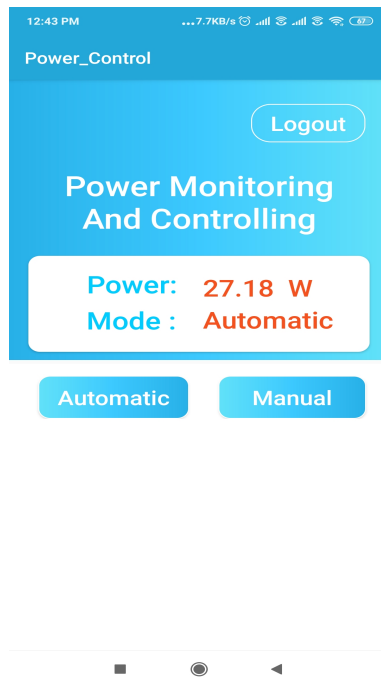 12:43 PM ...7.7KB/s 67
Power_Control
Logout
Power Monitoring
And Controlling
Power: 27.18 W
Mode : Automatic
Automatic Manual